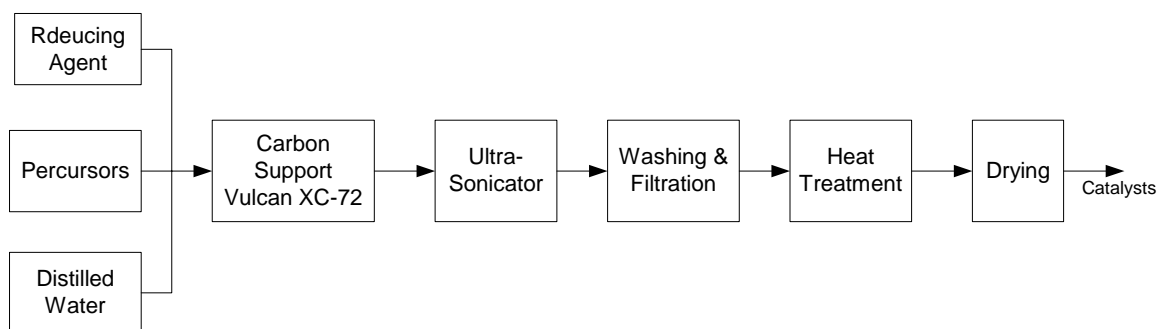 Rdeucing
Agent
Percursors
Distilled
Water
Carbon
Support
Vulcan XC-72
Ultra-
Sonicator
Washing &
Filtration
Heat
Treatment
Drying
Catalysts